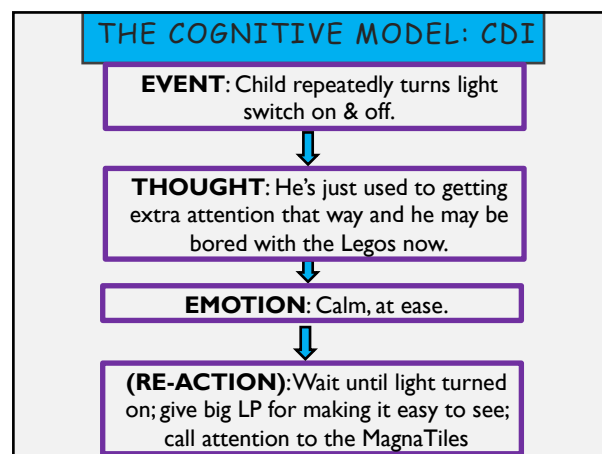 THE COGNITIVE MODEL: CDI
EVENT: Child repeatedly turns light
switch on & off.
THOUGHT: He's just used to getting
extra attention that way and he may be
bored with the Legos now.
EMOTION: Calm, at ease.
(RE-ACTION): Wait until light turned
on; give big LP for making it easy to see;
call attention to the MagnaTiles